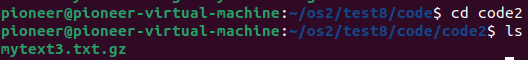 pioneer@pioneer-virtual-machine:~/os2/test8/code$ cd code2
pioneer@pioneer-virtual-machine:~/os2/test8/code/code2$ ls
mytext3.txt.gz